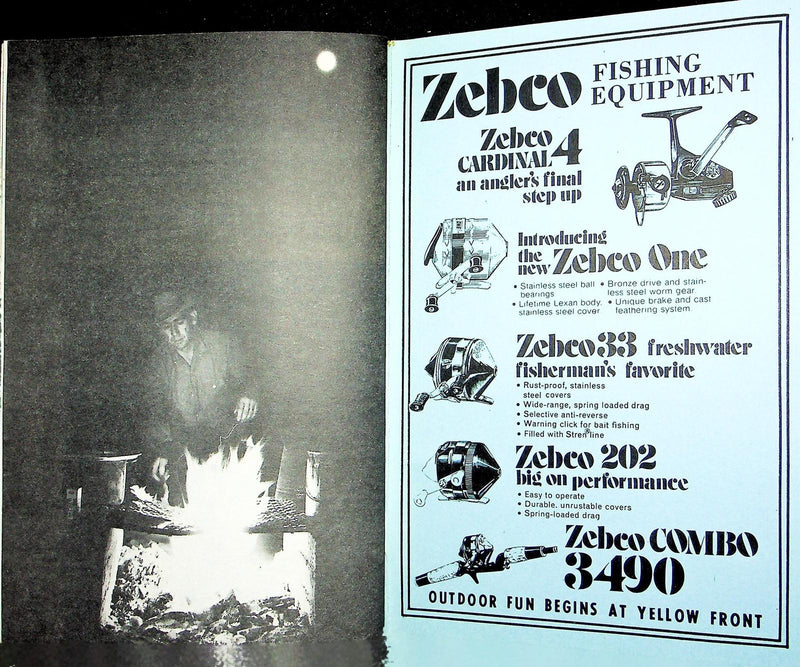 Zebco FISHING
EQUIPMENT
Zebco
CARDINAL 4
an angler's final
step up
Introducing
the
new Zebco One
• Stainless steel ball
bearings
• Lifetime Lexan body,
stainless steel cover
• Bronze drive and stain-
less steel worm gear
• Unique brake and cast
feathering system
Zebco 33 freshwater
fisherman's favorite
• Rust-proof, stainless
steel covers
• Wide-range, spring loaded drag
• Selective anti-reverse
• Warning click for bait fishing
• Filled with Stren line
Zebco 202
big on performance
• Easy to operate
• Durable, unrustable covers
• Spring-loaded drag
Zebco COMBO
3490
OUTDOOR FUN BEGINS AT YELLOW FRONT